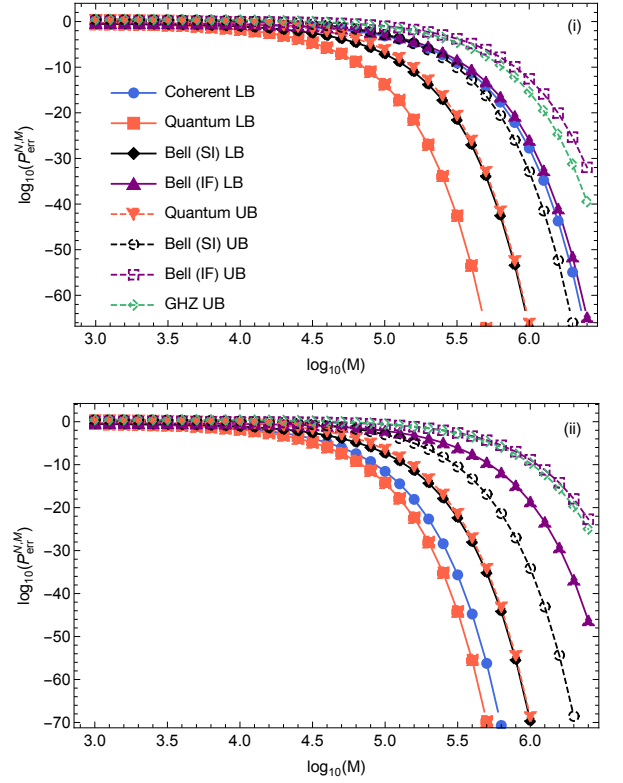 (i)
0
−10
−20
−30
−40
−50
−60
log10(P_err^{N,M})
Coherent LB
Quantum LB
Bell (SI) LB
Bell (IF) LB
Quantum UB
Bell (SI) UB
Bell (IF) UB
GHZ UB
3.0 3.5 4.0 4.5 5.0 5.5 6.0
log10(M)
(ii)
0
−10
−20
−30
−40
−50
−60
−70
log10(P_err^{N,M})
3.0 3.5 4.0 4.5 5.0 5.5 6.0
log10(M)